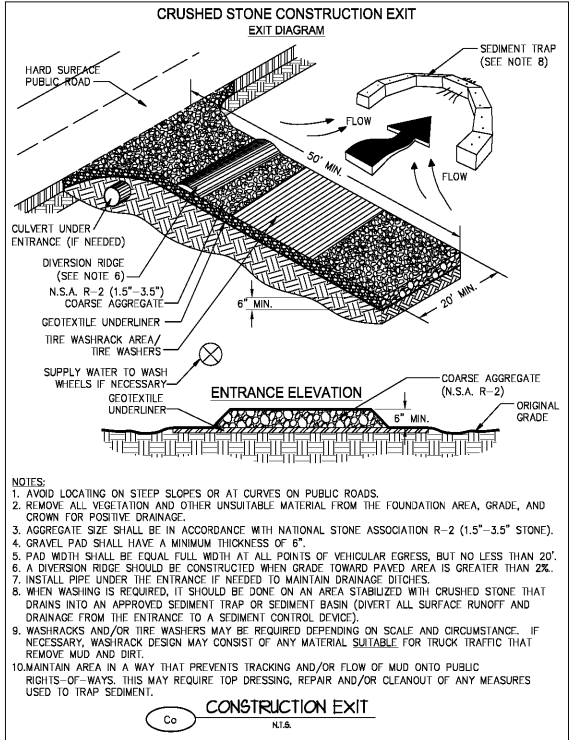 CRUSHED STONE CONSTRUCTION EXIT
EXIT DIAGRAM
SEDIMENT TRAP
(SEE NOTE 8)
HARD SURFACE
PUBLIC ROAD
FLOW
50' MIN.
FLOW
CULVERT UNDER
ENTRANCE (IF NEEDED)
DIVERSION RIDGE
(SEE NOTE 6)
N.S.A. R-2 (1.5"-3.5")
COARSE AGGREGATE
6" MIN.
20' MIN.
GEOTEXTILE UNDERLINER
TIRE WASHRACK AREA/
TIRE WASHERS
SUPPLY WATER TO WASH
WHEELS IF NECESSARY
ENTRANCE ELEVATION
GEOTEXTILE
UNDERLINER
COARSE AGGREGATE
(N.S.A. R-2)
6" MIN.
ORIGINAL
GRADE
NOTES:
1. AVOID LOCATING ON STEEP SLOPES OR AT CURVES ON PUBLIC ROADS.
2. REMOVE ALL VEGETATION AND OTHER UNSUITABLE MATERIAL FROM THE FOUNDATION AREA, GRADE, AND
CROWN FOR POSITIVE DRAINAGE.
3. AGGREGATE SIZE SHALL BE IN ACCORDANCE WITH NATIONAL STONE ASSOCIATION R-2 (1.5"-3.5" STONE).
4. GRAVEL PAD SHALL HAVE A MINIMUM THICKNESS OF 6".
5. PAD WIDTH SHALL BE EQUAL FULL WIDTH AT ALL POINTS OF VEHICULAR EGRESS, BUT NO LESS THAN 20'.
6. A DIVERSION RIDGE SHOULD BE CONSTRUCTED WHEN GRADE TOWARD PAVED AREA IS GREATER THAN 2%.
7. INSTALL PIPE UNDER THE ENTRANCE IF NEEDED TO MAINTAIN DRAINAGE DITCHES.
8. WHEN WASHING IS REQUIRED, IT SHOULD BE DONE ON AN AREA STABILIZED WITH CRUSHED STONE THAT
DRAINS INTO AN APPROVED SEDIMENT TRAP OR SEDIMENT BASIN (DIVERT ALL SURFACE RUNOFF AND
DRAINAGE FROM THE ENTRANCE TO A SEDIMENT CONTROL DEVICE).
9. WASHRACKS AND/OR TIRE WASHERS MAY BE REQUIRED DEPENDING ON SCALE AND CIRCUMSTANCE. IF
NECESSARY, WASHRACK DESIGN MAY CONSIST OF ANY MATERIAL SUITABLE FOR TRUCK TRAFFIC THAT
REMOVE MUD AND DIRT.
10.MAINTAIN AREA IN A WAY THAT PREVENTS TRACKING AND/OR FLOW OF MUD ONTO PUBLIC
RIGHTS-OF-WAYS. THIS MAY REQUIRE TOP DRESSING, REPAIR AND/OR CLEANOUT OF ANY MEASURES
USED TO TRAP SEDIMENT.
Co
CONSTRUCTION EXIT
N.T.S.